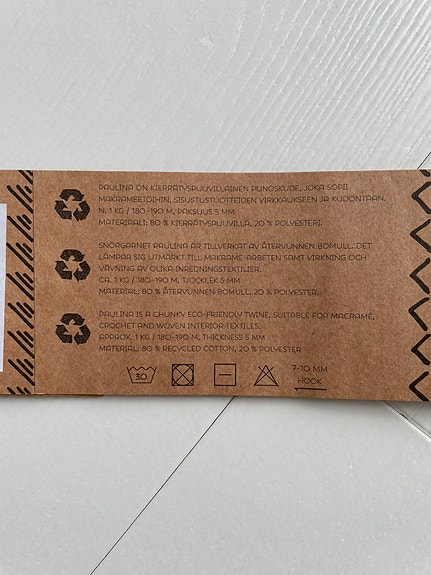 PAULINA ON KIERRÄTYSPUUVILLAINEN PUNOSKUDE, JOKA SOPII
MAKRAMEETÖIHIN, SISUSTUSTUOTTEIDEN VIRKKAUKSEEN JA KUDONTAAN.
N. 1 KG / 180-190 M, PAKSUUS 5 MM
MATERIAALI: 80 % KIERRÄTYSPUUVILLA, 20 % POLYESTERI.
SNÖRGARNET PAULINA ÄR TILLVERKAT AV ÅTERVUNNEN BOMULL. DET
LÄMPAR SIG UTMÄRKT TILL MAKRAMÉ-ARBETEN SAMT VIRKNING OCH
VÄVNING AV OLIKA INREDNINGSTEXTILIER.
CA. 1 KG / 180-190 M, TJOCKLEK 5 MM
MATERIAL: 80 % ÅTERVUNNEN BOMULL, 20 % POLYESTER.
PAULINA IS A CHUNKY ECO-FRIENDLY TWINE, SUITABLE FOR MACRAMÉ,
CROCHET AND WOVEN INTERIOR TEXTILES.
APPROX. 1 KG / 180-190 M, THICKNESS 5 MM
MATERIAL: 80 % RECYCLED COTTON, 20 % POLYESTER
30
7-10 MM
HOOK